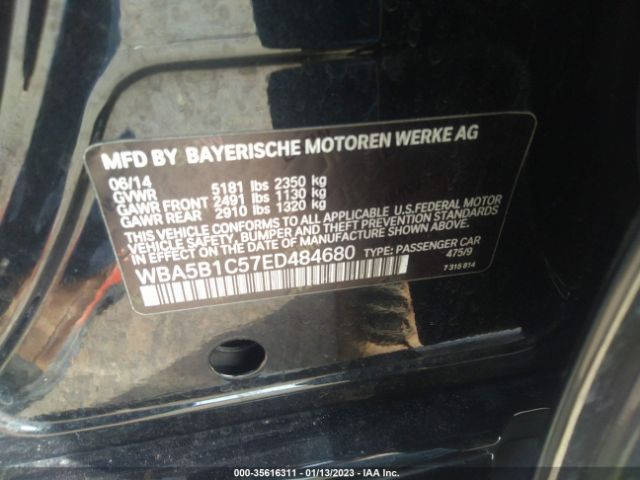 MFD BY BAYERISCHE MOTOREN WERKE AG
06/14
GVWR 5181 lbs 2350 kg
GAWR FRONT 2491 lbs 1130 kg
GAWR REAR 2910 lbs 1320 kg
THIS VEHICLE CONFORMS TO ALL APPLICABLE U.S.FEDERAL MOTOR
VEHICLE SAFETY, BUMPER AND THEFT PREVENTION STANDARDS
IN EFFECT ON THE DATE OF MANUFACTURE SHOWN ABOVE.
WBA5B1C57ED484680 TYPE: PASSENGER CAR
475/9
7 315 814
000-35616311 - 01/13/2023 - IAA Inc.